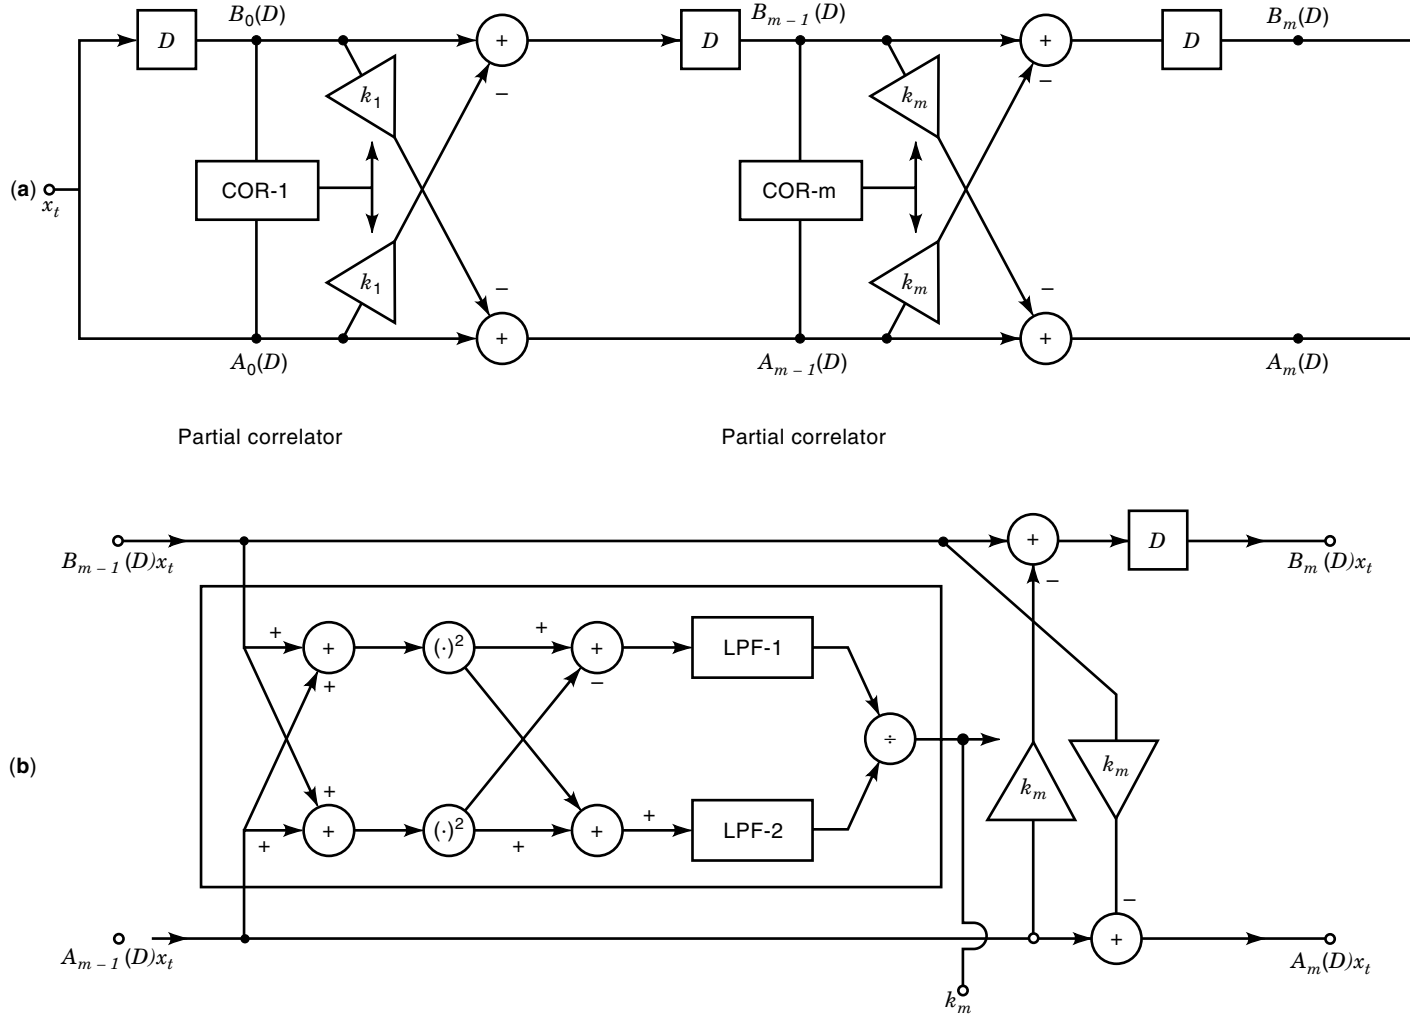 B₀(D) Bₘ₋₁(D) Bₘ(D)
D + D + D
k₁ − kₘ −
(a) xₜ COR-1 COR-m
k₁ − kₘ −
+ +
A₀(D) Aₘ₋₁(D) Aₘ(D)
Partial correlator Partial correlator
Bₘ₋₁(D)xₜ + D Bₘ(D)xₜ
−
+ + (·)² + + LPF-1
+ −
(b) ÷ kₘ kₘ
+ +
+ (·)² + LPF-2
+ +
−
Aₘ₋₁(D)xₜ + Aₘ(D)xₜ
kₘ